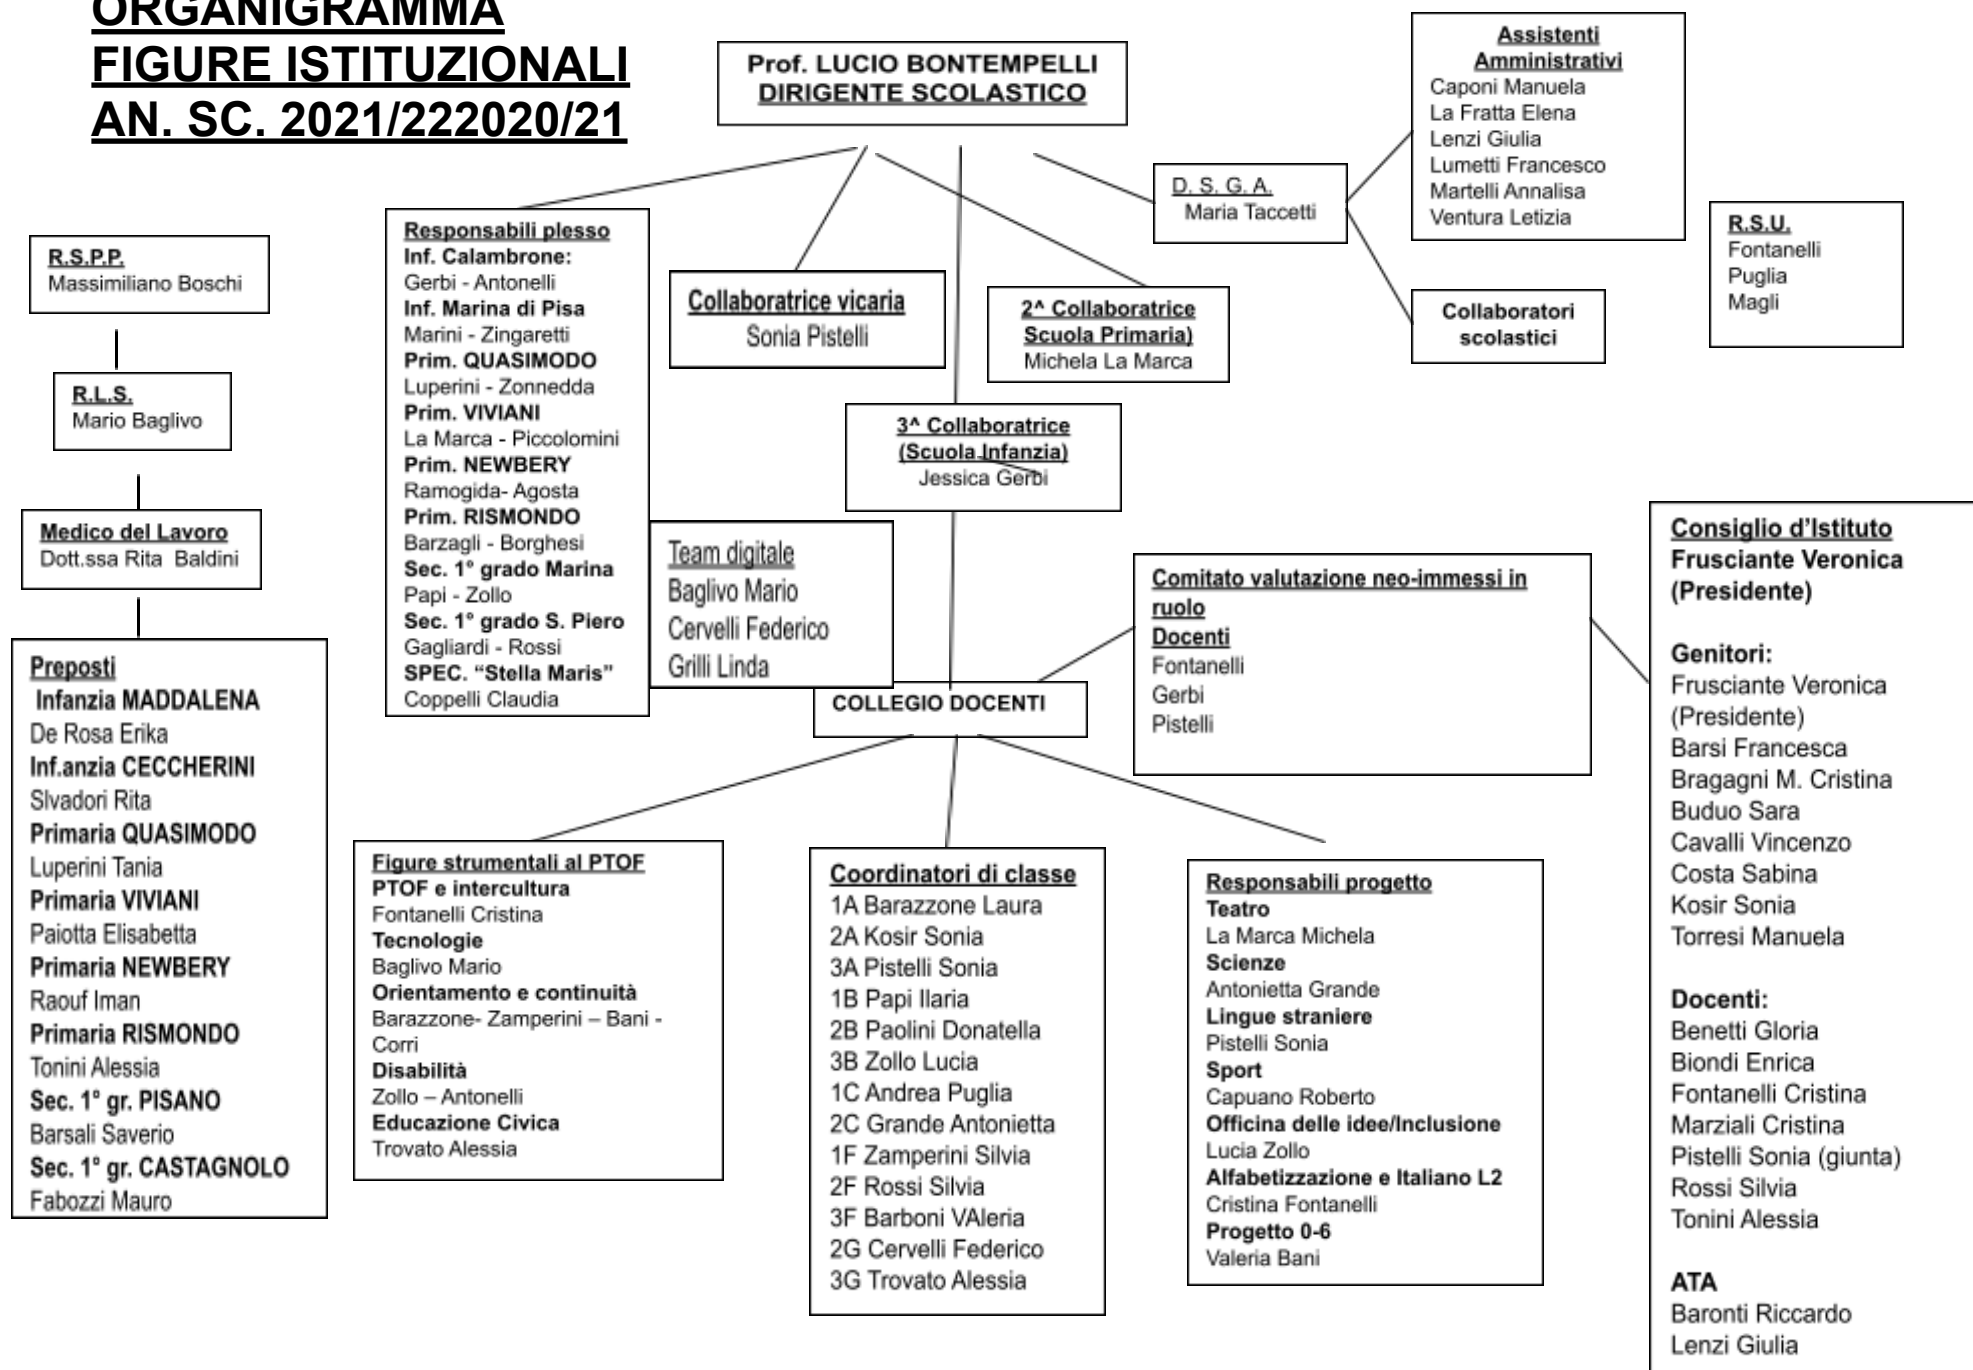 ORGANIGRAMMA
FIGURE ISTITUZIONALI
AN. SC. 2021/222020/21
Prof. LUCIO BONTEMPELLI
DIRIGENTE SCOLASTICO
Assistenti
Amministrativi
Caponi Manuela
La Fratta Elena
Lenzi Giulia
Lumetti Francesco
Martelli Annalisa
Ventura Letizia
D. S. G. A.
Maria Taccetti
R.S.U.
Fontanelli
Puglia
Magli
Collaboratori
scolastici
R.S.P.P.
Massimiliano Boschi
R.L.S.
Mario Baglivo
Medico del Lavoro
Dott.ssa Rita Baldini
Preposti
Infanzia MADDALENA
De Rosa Erika
Inf.anzia CECCHERINI
Slvadori Rita
Primaria QUASIMODO
Luperini Tania
Primaria VIVIANI
Paiotta Elisabetta
Primaria NEWBERY
Raouf Iman
Primaria RISMONDO
Tonini Alessia
Sec. 1° gr. PISANO
Barsali Saverio
Sec. 1° gr. CASTAGNOLO
Fabozzi Mauro
Responsabili plesso
Inf. Calambrone:
Gerbi - Antonelli
Inf. Marina di Pisa
Marini - Zingaretti
Prim. QUASIMODO
Luperini - Zonnedda
Prim. VIVIANI
La Marca - Piccolomini
Prim. NEWBERY
Ramogida- Agosta
Prim. RISMONDO
Barzagli - Borghesi
Sec. 1° grado Marina
Papi - Zollo
Sec. 1° grado S. Piero
Gagliardi - Rossi
SPEC. “Stella Maris”
Coppelli Claudia
Collaboratrice vicaria
Sonia Pistelli
2^ Collaboratrice
Scuola Primaria)
Michela La Marca
3^ Collaboratrice
(Scuola Infanzia)
Jessica Gerbi
Team digitale
Baglivo Mario
Cervelli Federico
Grilli Linda
COLLEGIO DOCENTI
Comitato valutazione neo-immessi in
ruolo
Docenti
Fontanelli
Gerbi
Pistelli
Figure strumentali al PTOF
PTOF e intercultura
Fontanelli Cristina
Tecnologie
Baglivo Mario
Orientamento e continuità
Barazzone- Zamperini – Bani -
Corri
Disabilità
Zollo – Antonelli
Educazione Civica
Trovato Alessia
Coordinatori di classe
1A Barazzone Laura
2A Kosir Sonia
3A Pistelli Sonia
1B Papi Ilaria
2B Paolini Donatella
3B Zollo Lucia
1C Andrea Puglia
2C Grande Antonietta
1F Zamperini Silvia
2F Rossi Silvia
3F Barboni VAleria
2G Cervelli Federico
3G Trovato Alessia
Responsabili progetto
Teatro
La Marca Michela
Scienze
Antonietta Grande
Lingue straniere
Pistelli Sonia
Sport
Capuano Roberto
Officina delle idee/Inclusione
Lucia Zollo
Alfabetizzazione e Italiano L2
Cristina Fontanelli
Progetto 0-6
Valeria Bani
Consiglio d’Istituto
Frusciante Veronica
(Presidente)
Genitori:
Frusciante Veronica
(Presidente)
Barsi Francesca
Bragagni M. Cristina
Buduo Sara
Cavalli Vincenzo
Costa Sabina
Kosir Sonia
Torresi Manuela
Docenti:
Benetti Gloria
Biondi Enrica
Fontanelli Cristina
Marziali Cristina
Pistelli Sonia (giunta)
Rossi Silvia
Tonini Alessia
ATA
Baronti Riccardo
Lenzi Giulia